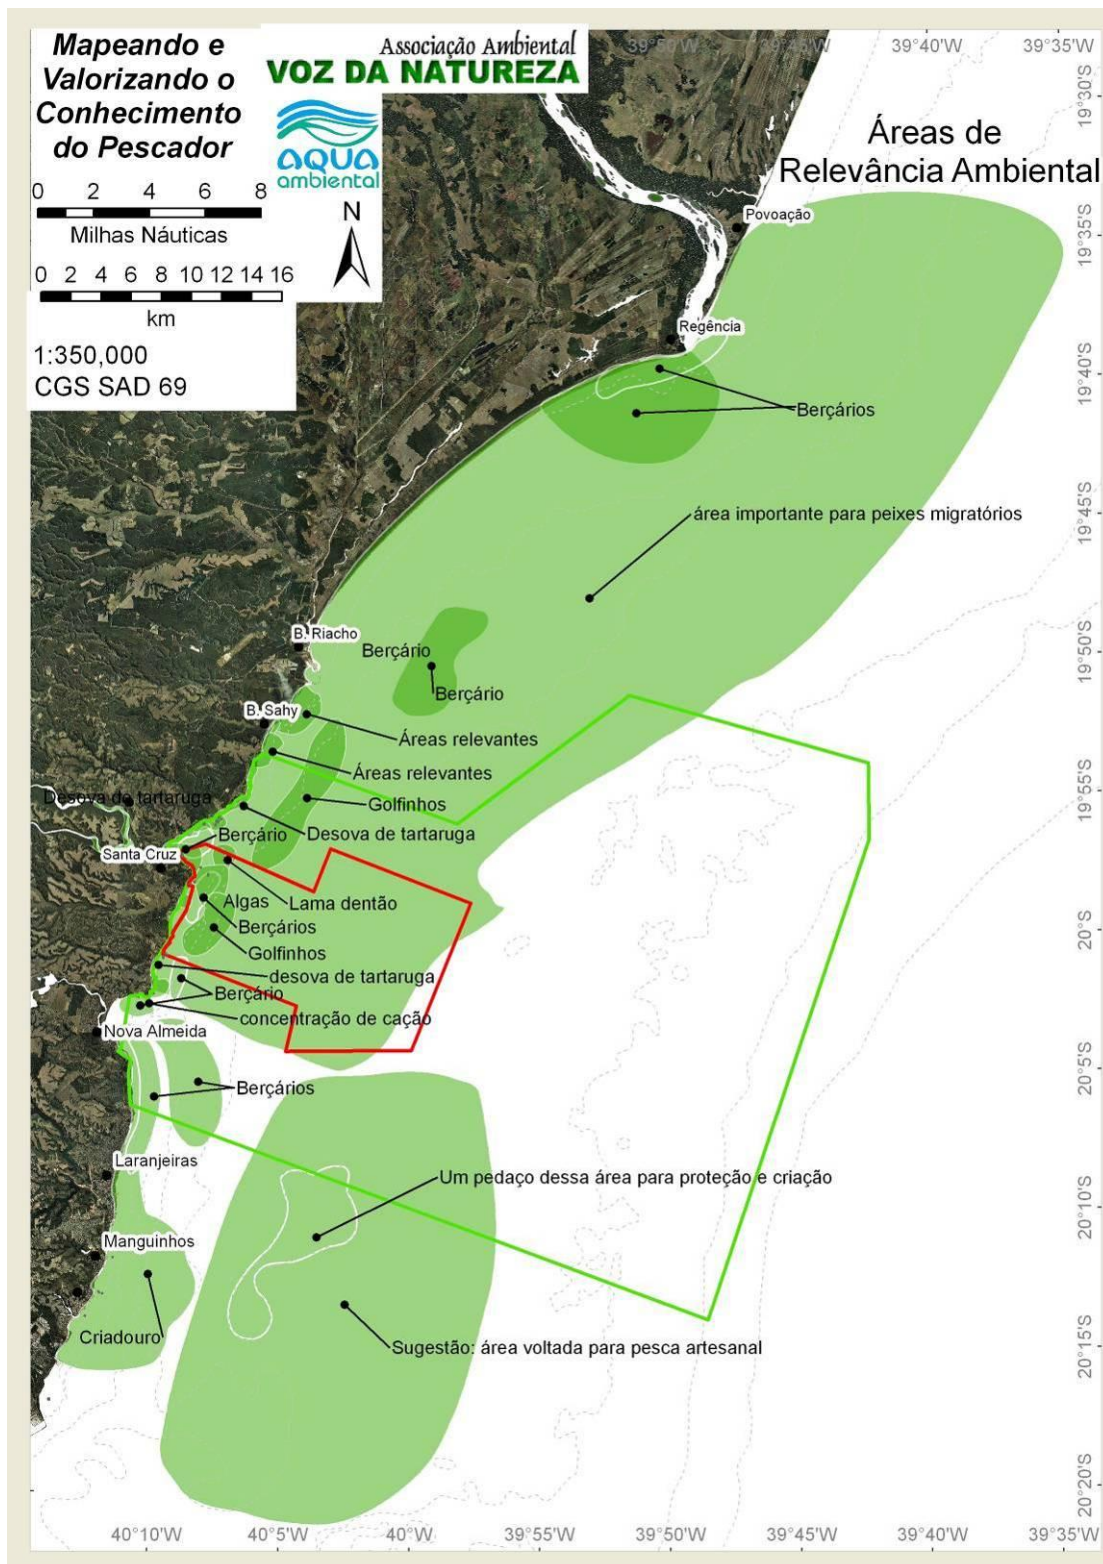 Mapeando e
Valorizando o
Conhecimento
do Pescador
Associação Ambiental
VOZ DA NATUREZA
AQUA
ambiental
0 2 4 6 8
Milhas Náuticas
0 2 4 6 8 10 12 14 16
km
N
1:350,000
CGS SAD 69
39°50'W 39°45'W 39°40'W 39°35'W
Áreas de
Relevância Ambiental
19°30'S
19°35'S
19°40'S
19°45'S
19°50'S
19°55'S
20°S
20°5'S
20°10'S
20°15'S
20°20'S
Povoação
Regência
Berçários
área importante para peixes migratórios
B. Riacho
Berçário
Berçário
B. Sahy
Áreas relevantes
Áreas relevantes
Desova de tartaruga
Golfinhos
Desova de tartaruga
Berçário
Santa Cruz
Algas
Lama dentão
Berçários
Golfinhos
desova de tartaruga
Berçário
concentração de cação
Nova Almeida
Berçários
Laranjeiras
Um pedaço dessa área para proteção e criação
Manguinhos
Criadouro
Sugestão: área voltada para pesca artesanal
40°10'W 40°5'W 40°W 39°55'W 39°50'W 39°45'W 39°40'W 39°35'W